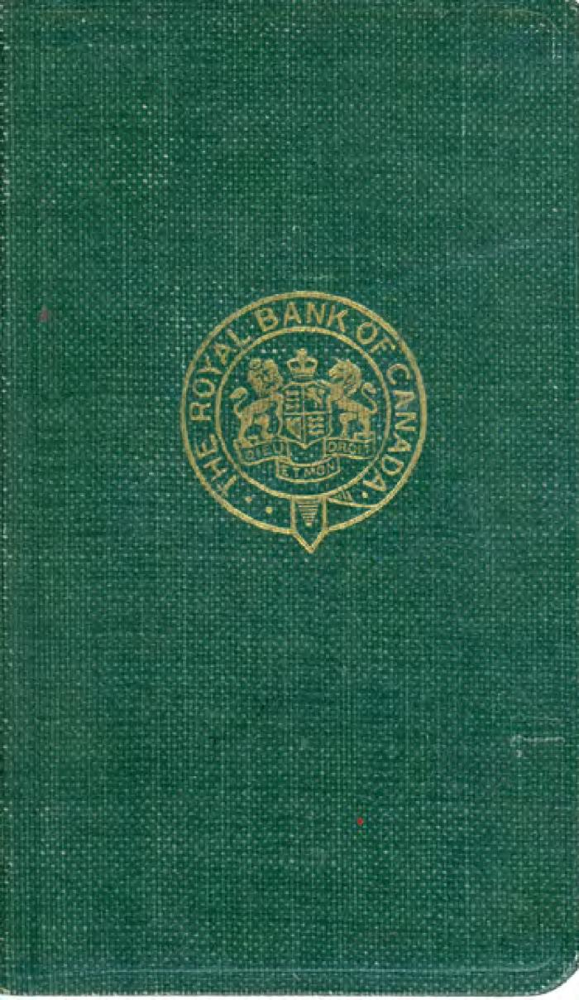 THE ROYAL BANK OF CANADA
DIEU
ET MON
DROIT